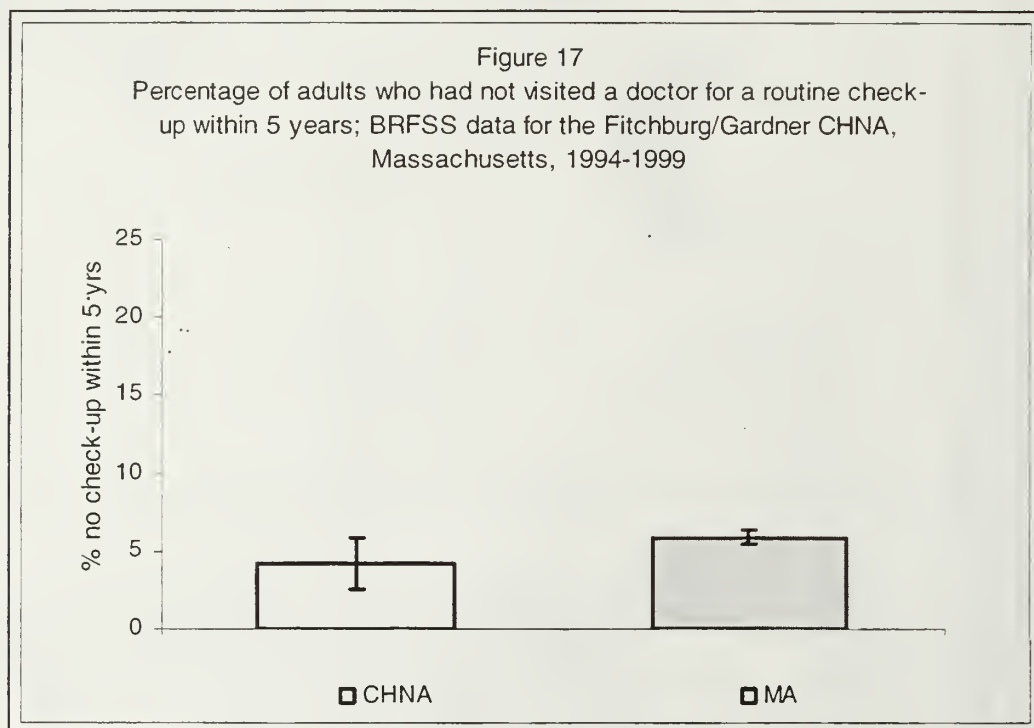 Figure 17
Percentage of adults who had not visited a doctor for a routine check-
up within 5 years; BRFSS data for the Fitchburg/Gardner CHNA,
Massachusetts, 1994-1999
% no check-up within 5 yrs
25
20
15
10
5
0
CHNA
MA